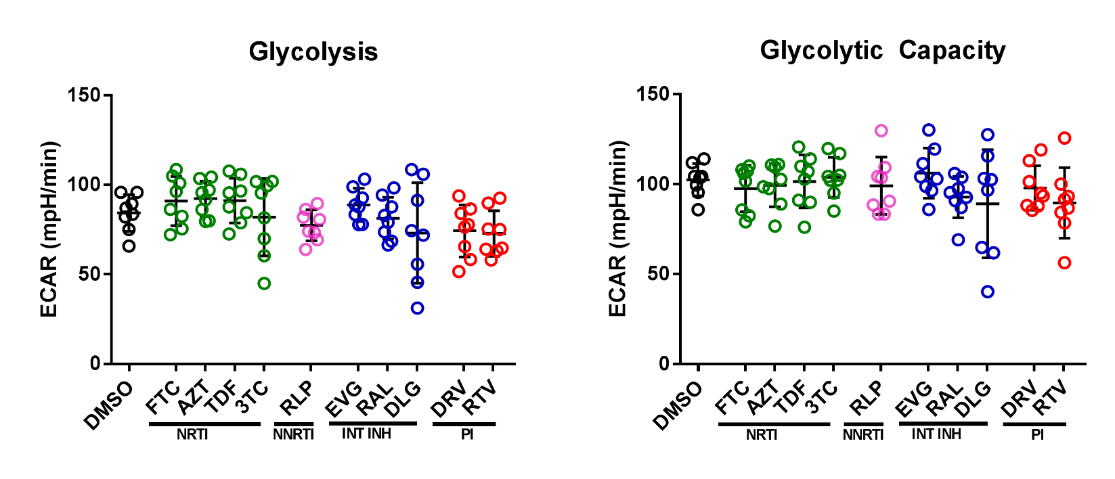 Glycolysis
ECAR (mpH/min)
150
100
50
0
DMSO
FTC
AZT
TDF
3TC
RLP
EVG
RAL
DLG
DRV
RTV
NRTI
NNRTI
INT INH
PI
Glycolytic Capacity
ECAR (mpH/min)
150
100
50
0
DMSO
FTC
AZT
TDF
3TC
RLP
EVG
RAL
DLG
DRV
RTV
NRTI
NNRTI
INT INH
PI